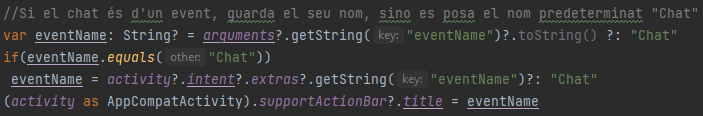 //Si el chat és d'un event, guarda el seu nom, sino es posa el nom predeterminat "Chat"
var eventName: String? = arguments?.getString( key: "eventName")?.toString() ?: "Chat"
if(eventName.equals( other: "Chat"))
eventName = activity?.intent?.extras?.getString( key: "eventName")?: "Chat"
(activity as AppCompatActivity).supportActionBar?.title = eventName